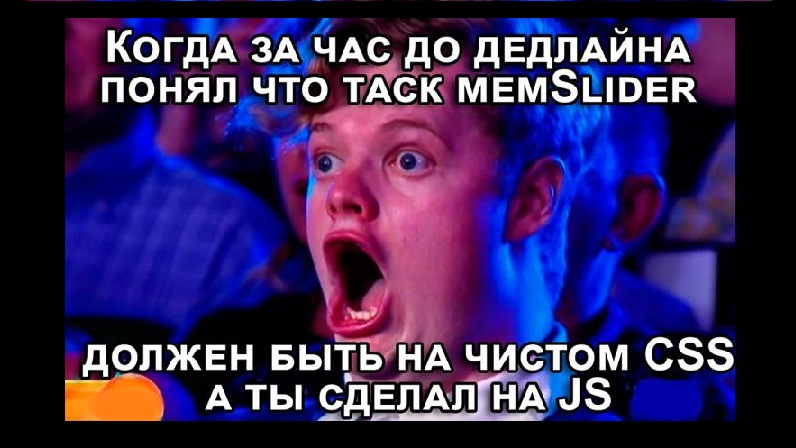 Когда за час до дедлайна
понял что таск memSlider
должен быть на чистом CSS
а ты сделал на JS